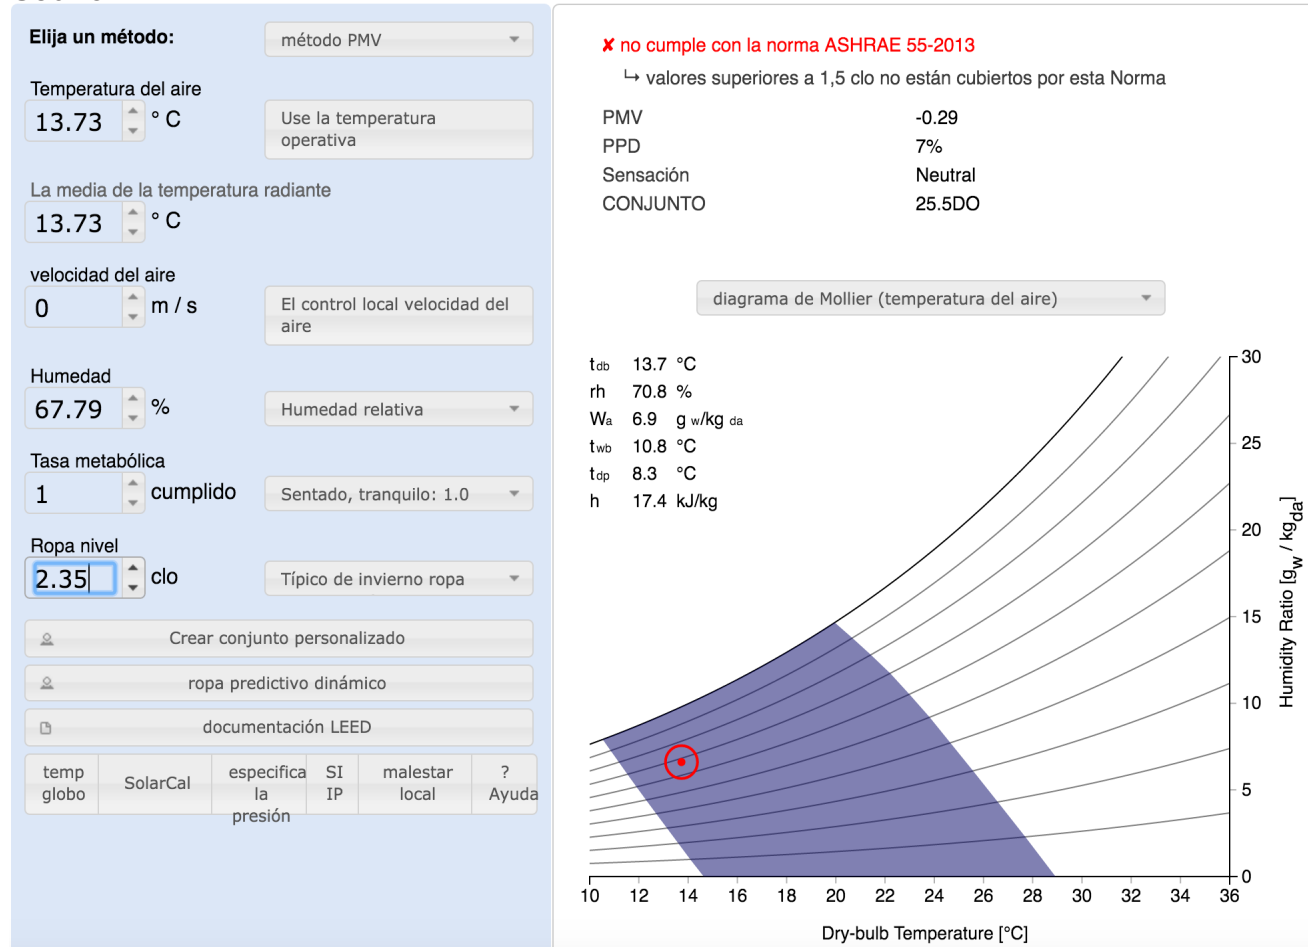 Elija un método:
método PMV
Temperatura del aire
13.73
° C
Use la temperatura
operativa
La media de la temperatura radiante
13.73
° C
velocidad del aire
0
m / s
El control local velocidad del
aire
Humedad
67.79
%
Humedad relativa
Tasa metabólica
1
cumplido
Sentado, tranquilo: 1.0
Ropa nivel
2.35
clo
Típico de invierno ropa
Crear conjunto personalizado
ropa predictivo dinámico
documentación LEED
temp
globo
SolarCal
especifica
la
presión
SI
IP
malestar
local
?
Ayuda
✘ no cumple con la norma ASHRAE 55-2013
↳ valores superiores a 1,5 clo no están cubiertos por esta Norma
PMV -0.29
PPD 7%
Sensación Neutral
CONJUNTO 25.5DO
diagrama de Mollier (temperatura del aire)
tdb 13.7 °C
rh 70.8 %
Wa 6.9 g w/kg da
twb 10.8 °C
tdp 8.3 °C
h 17.4 kJ/kg
30
25
20
15
10
5
0
Humidity Ratio [gw / kgda]
10 12 14 16 18 20 22 24 26 28 30 32 34 36
Dry-bulb Temperature [°C]